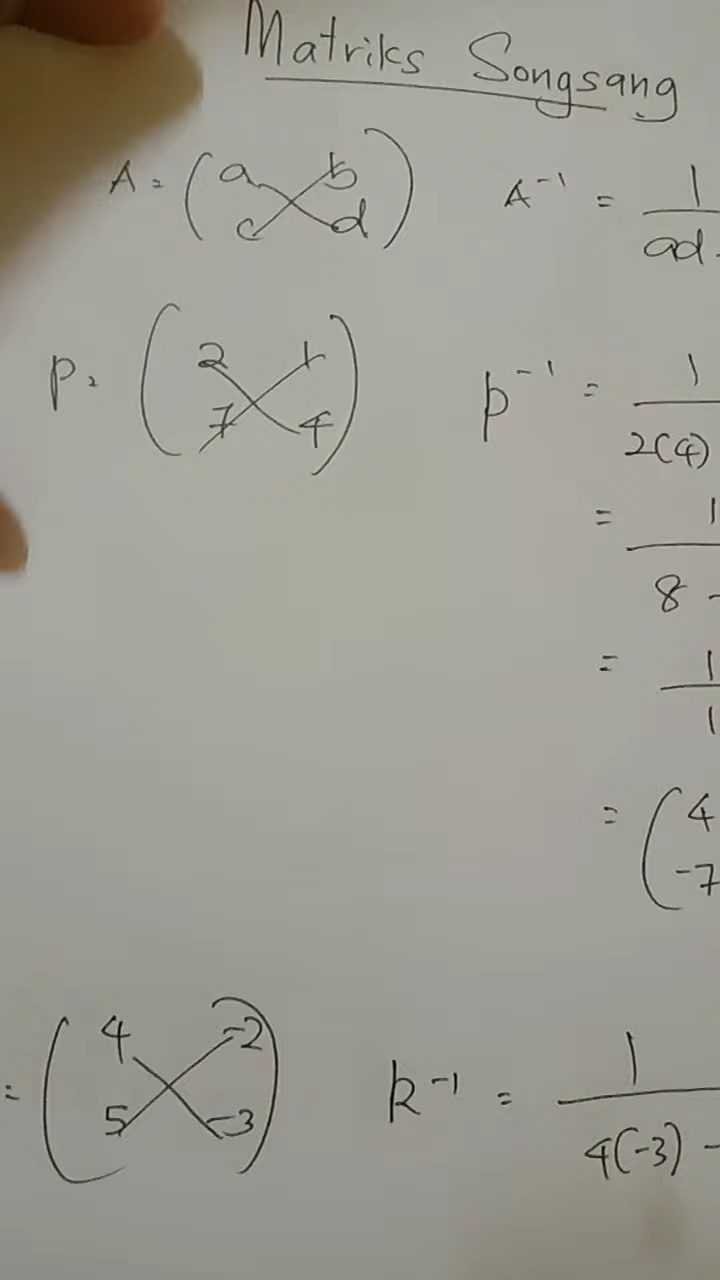 Matriks Songsang
A = ( a b ) A⁻¹ = 1
( c d ) ad -
P = ( 2 1 ) P⁻¹ = 1
( 7 4 ) 2(4)
= 1
8 -
= 1
1
= ( 4
-7
= ( 4 -2 ) k⁻¹ = 1
( 5 -3 ) 4(-3) -